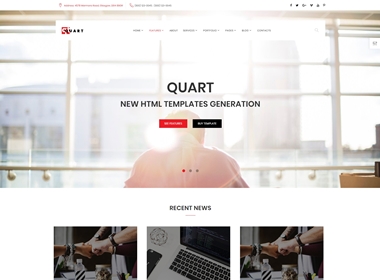 QUART
HOME
FEATURES
ABOUT
SERVICES
PORTFOLIO
PAGES
BLOG
CONTACTS
QUART
NEW HTML TEMPLATES GENERATION
SEE FEATURES
BUY TEMPLATE
RECENT NEWS